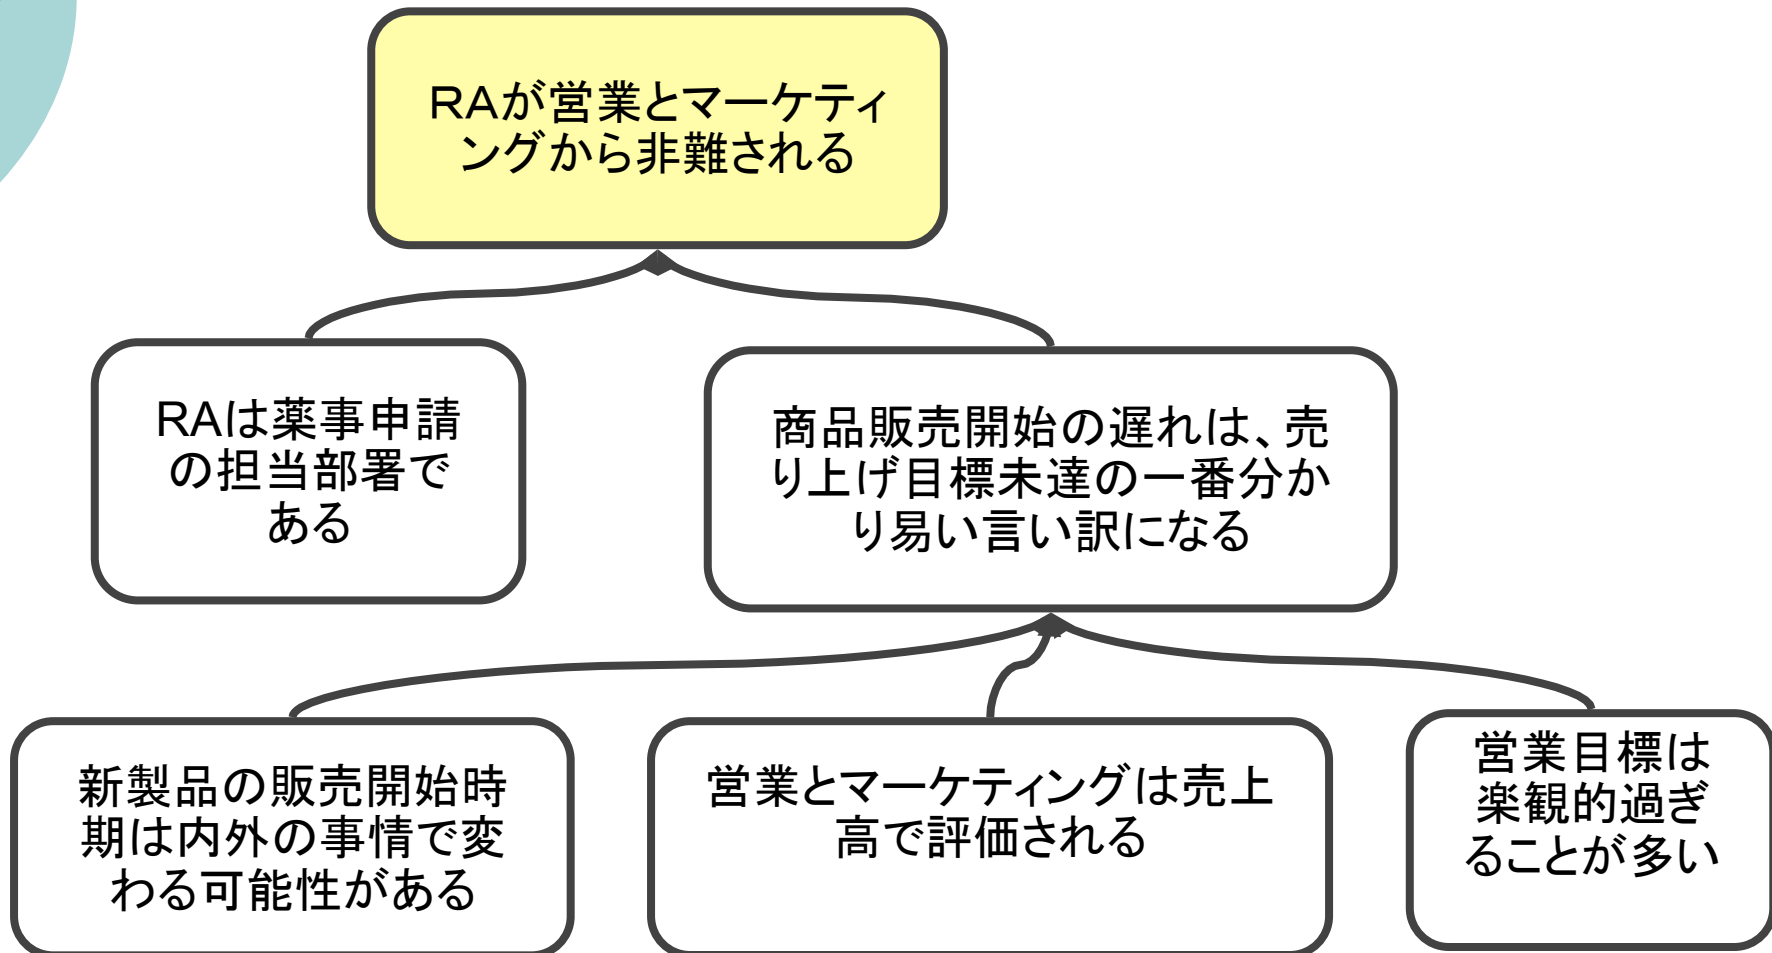 RAが営業とマーケティ
ングから非難される
RAは薬事申請
の担当部署で
ある
商品販売開始の遅れは、売
り上げ目標未達の一番分か
り易い言い訳になる
新製品の販売開始時
期は内外の事情で変
わる可能性がある
営業とマーケティングは売上
高で評価される
営業目標は
楽観的過ぎ
ることが多い